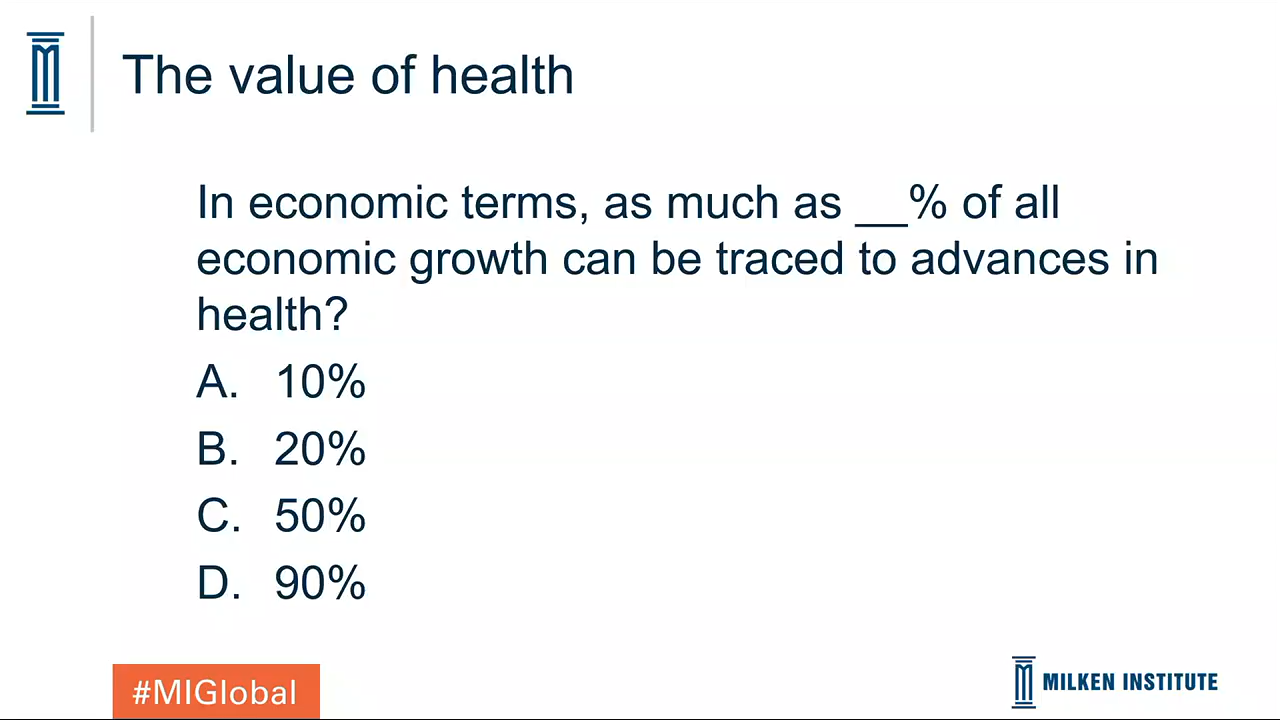 The value of health
In economic terms, as much as __% of all
economic growth can be traced to advances in
health?
A. 10%
B. 20%
C. 50%
D. 90%
#MIGlobal
MILKEN INSTITUTE